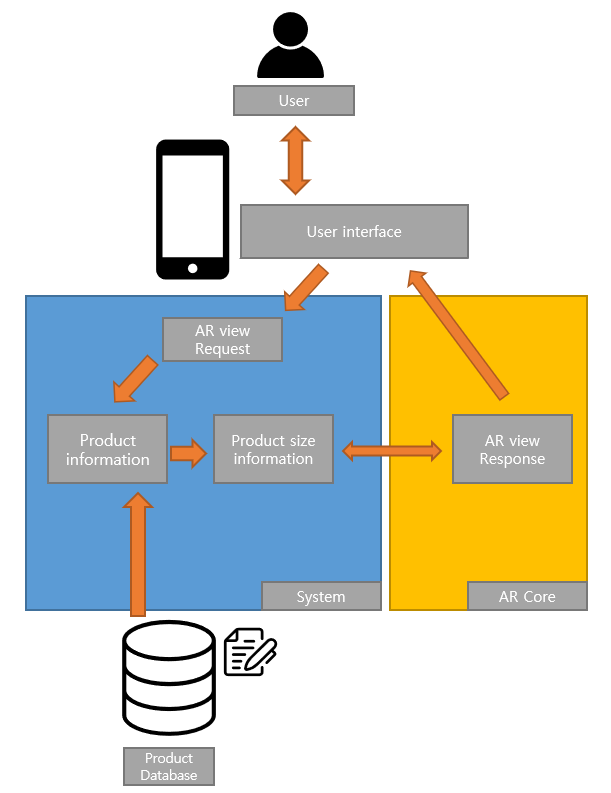 User
User interface
AR view
Request
Product
information
Product size
information
AR view
Response
System
AR Core
Product
Database